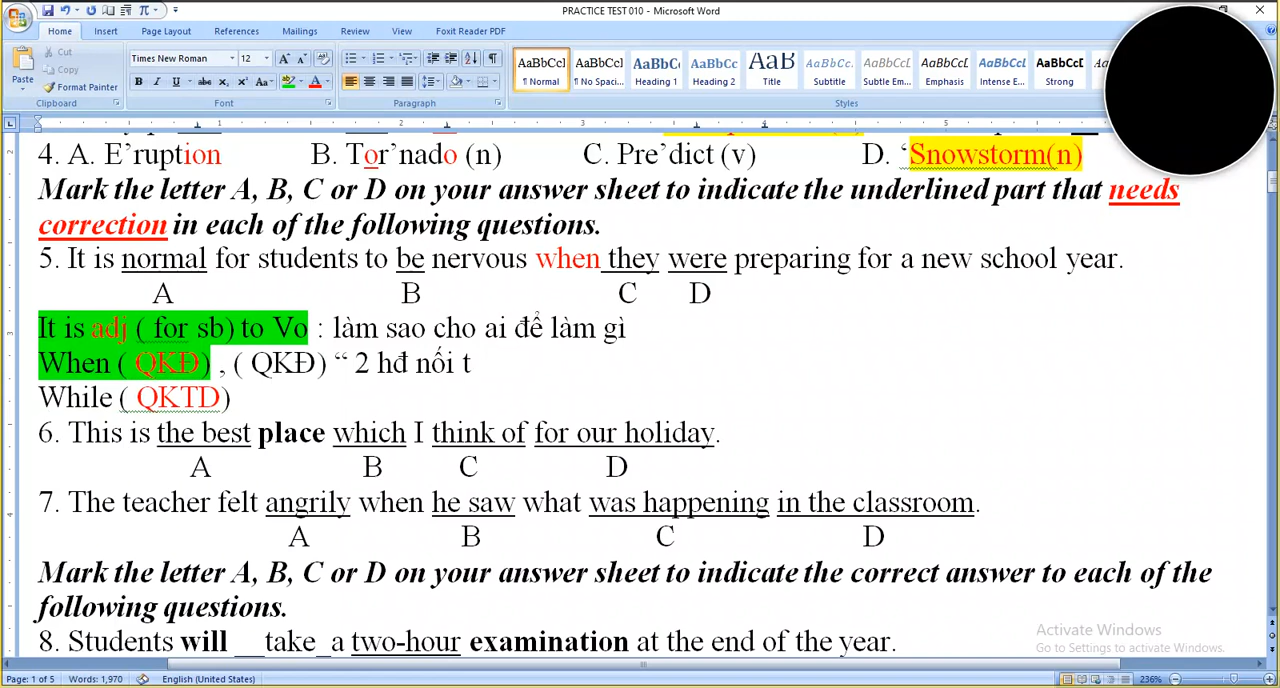 PRACTICE TEST 010 - Microsoft Word
Home Insert Page Layout References Mailings Review View Foxit Reader PDF
Paste Cut Copy Format Painter
Times New Roman 12
AaBbCcI AaBbCcI AaBbC AaBbCc AaB AaBbCc. AaBbCcI AaBbCcI AaBbCcI AaBbCcI
¶ Normal ¶ No Spaci... Heading 1 Heading 2 Title Subtitle Subtle Em... Emphasis Intense E... Strong
Clipboard Font Paragraph Styles
4. A. E’ruption B. Tor’nado (n) C. Pre’dict (v) D. ‘Snowstorm(n)
Mark the letter A, B, C or D on your answer sheet to indicate the underlined part that needs
correction in each of the following questions.
5. It is normal for students to be nervous when they were preparing for a new school year.
A B C D
It is adj ( for sb) to Vo : làm sao cho ai để làm gì
When ( QKĐ) , ( QKĐ) “ 2 hđ nối t
While ( QKTD)
6. This is the best place which I think of for our holiday.
A B C D
7. The teacher felt angrily when he saw what was happening in the classroom.
A B C D
Mark the letter A, B, C or D on your answer sheet to indicate the correct answer to each of the
following questions.
8. Students will __take_a two-hour examination at the end of the year.
Activate Windows
Go to Settings to activate Windows.
Page: 1 of 5 Words: 1,970 English (United States) 236%